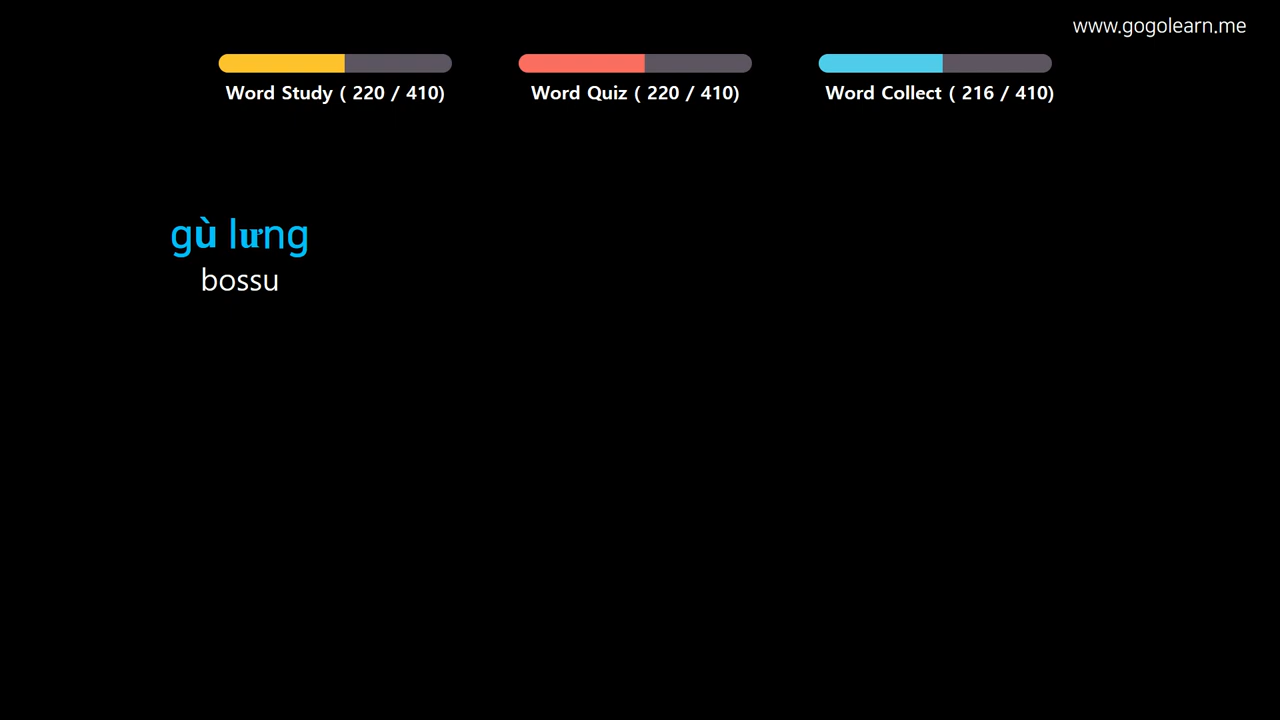 www.gogolearn.me
Word Study ( 220 / 410)
Word Quiz ( 220 / 410)
Word Collect ( 216 / 410)
gù lưng
bossu